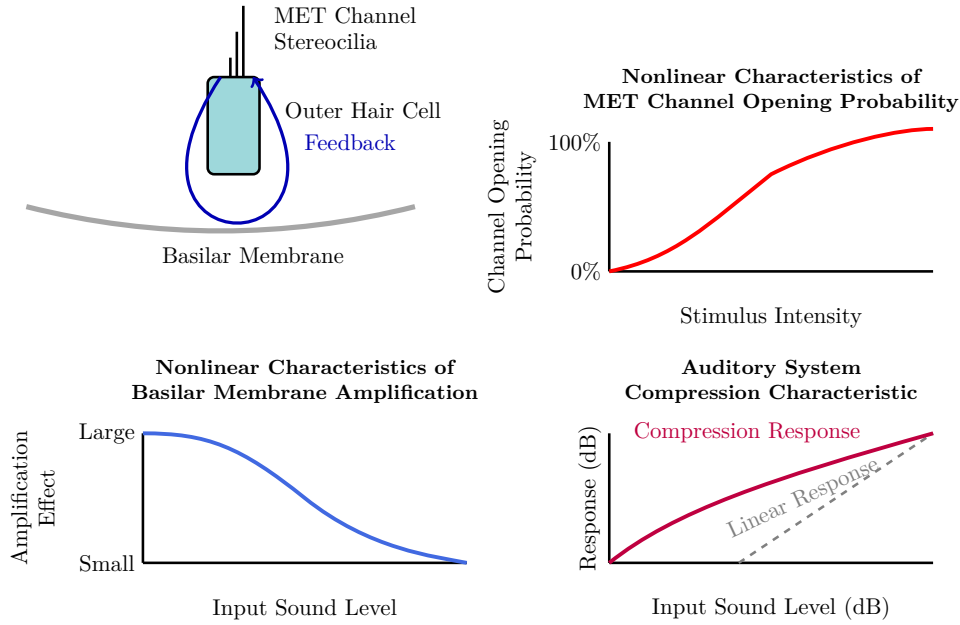 MET Channel
Stereocilia
Outer Hair Cell
Feedback
Basilar Membrane
Nonlinear Characteristics of
MET Channel Opening Probability
Channel Opening
Probability
100%
0%
Stimulus Intensity
Nonlinear Characteristics of
Basilar Membrane Amplification
Amplification
Effect
Large
Small
Input Sound Level
Auditory System
Compression Characteristic
Response (dB)
Compression Response
Linear Response
Input Sound Level (dB)